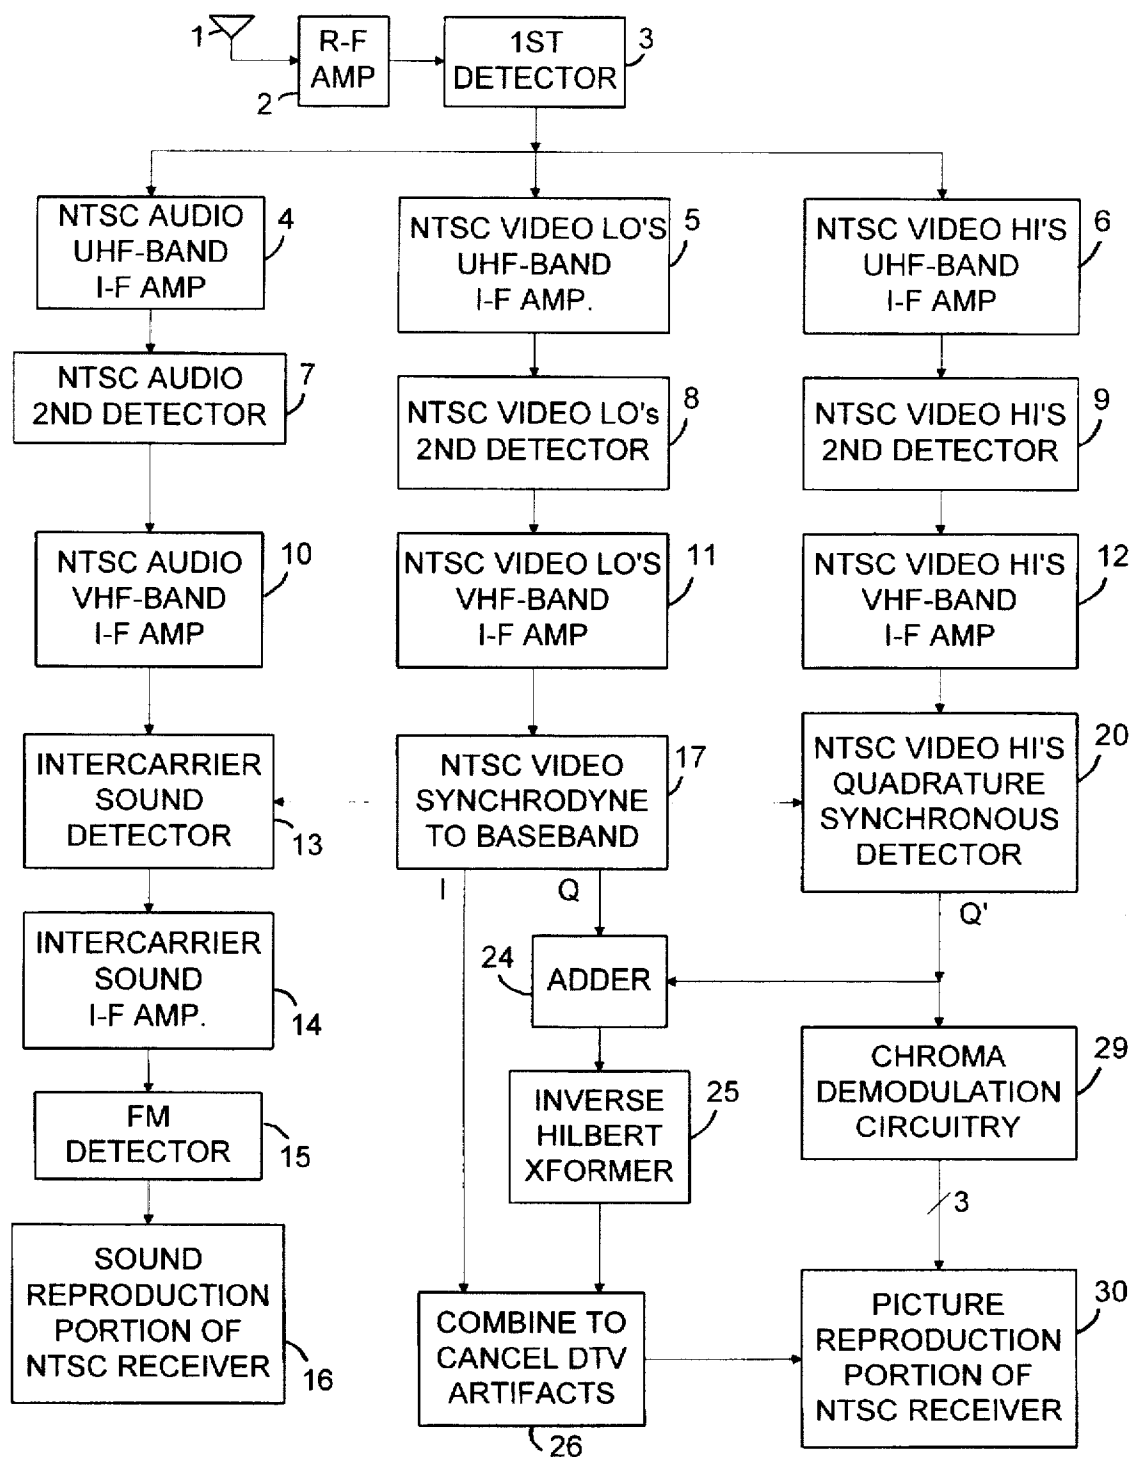 1
R-F
AMP
2
1ST
DETECTOR
3
NTSC AUDIO
UHF-BAND
I-F AMP
4
NTSC VIDEO LO'S
UHF-BAND
I-F AMP.
5
NTSC VIDEO HI'S
UHF-BAND
I-F AMP
6
NTSC AUDIO
2ND DETECTOR
7
NTSC VIDEO LO's
2ND DETECTOR
8
NTSC VIDEO HI'S
2ND DETECTOR
9
NTSC AUDIO
VHF-BAND
I-F AMP
10
NTSC VIDEO LO'S
VHF-BAND
I-F AMP
11
NTSC VIDEO HI'S
VHF-BAND
I-F AMP
12
INTERCARRIER
SOUND
DETECTOR
13
NTSC VIDEO
SYNCHRODYNE
TO BASEBAND
17
NTSC VIDEO HI'S
QUADRATURE
SYNCHRONOUS
DETECTOR
20
I
Q
Q'
INTERCARRIER
SOUND
I-F AMP.
14
24
ADDER
FM
DETECTOR
15
INVERSE
HILBERT
XFORMER
25
CHROMA
DEMODULATION
CIRCUITRY
29
3
SOUND
REPRODUCTION
PORTION OF
NTSC RECEIVER
16
COMBINE TO
CANCEL DTV
ARTIFACTS
26
PICTURE
REPRODUCTION
PORTION OF
NTSC RECEIVER
30